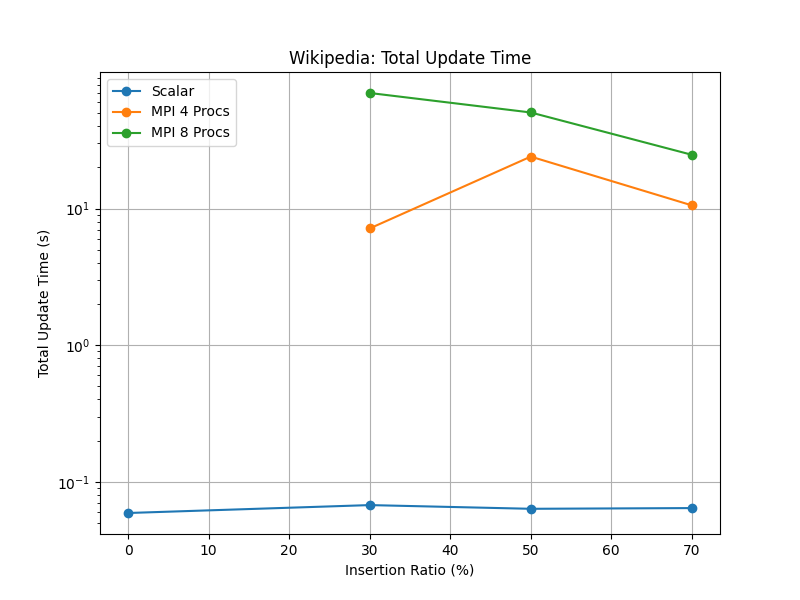 Wikipedia: Total Update Time
Scalar
MPI 4 Procs
MPI 8 Procs
Total Update Time (s)
10¹
10⁰
10⁻¹
0 10 20 30 40 50 60 70
Insertion Ratio (%)